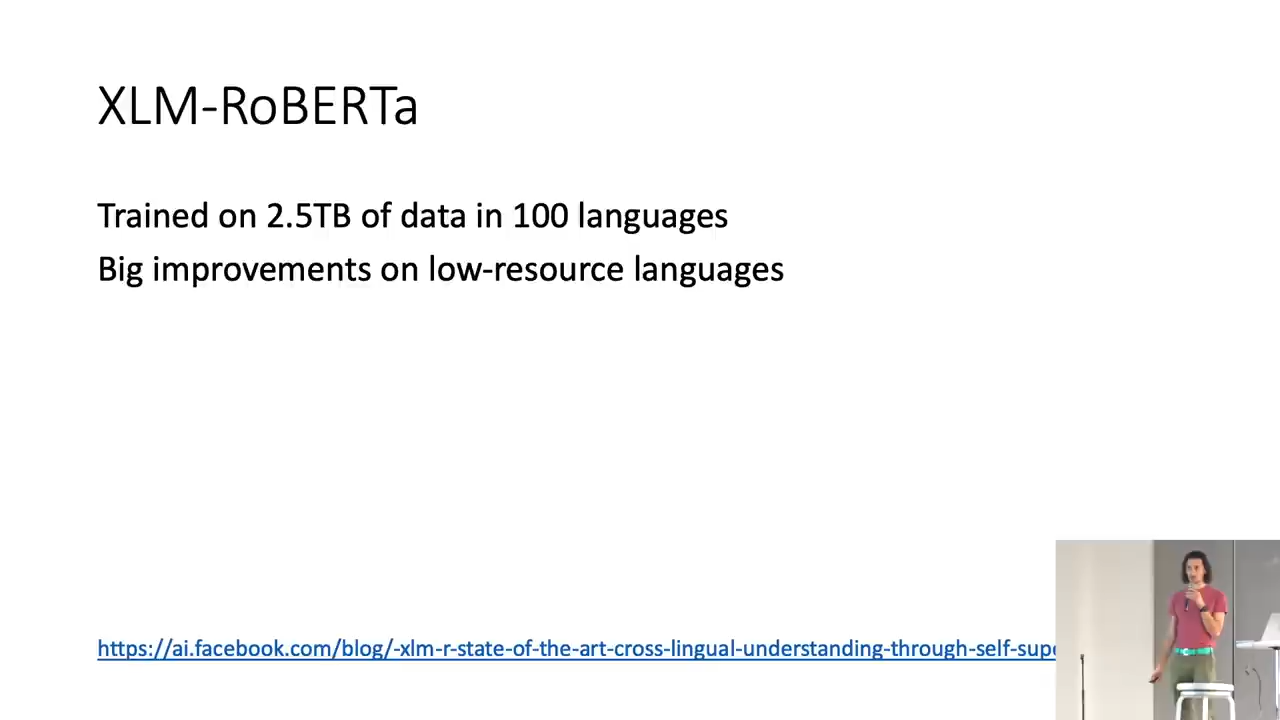 XLM-RoBERTa
Trained on 2.5TB of data in 100 languages
Big improvements on low-resource languages
https://ai.facebook.com/blog/-xlm-r-state-of-the-art-cross-lingual-understanding-through-self-supe